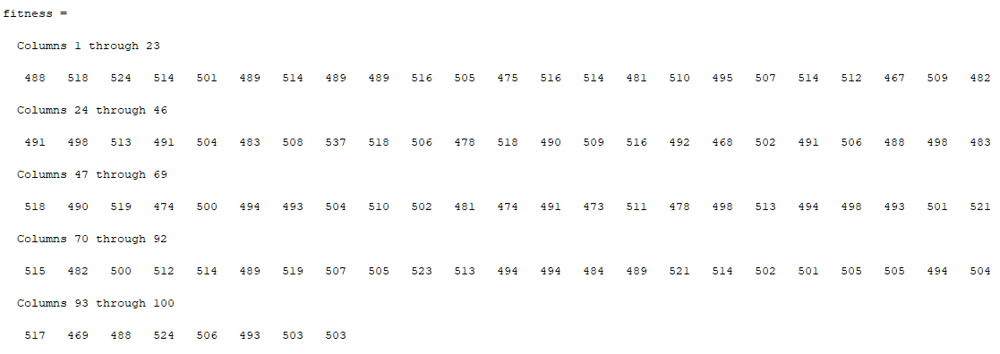 fitness =
Columns 1 through 23
488 518 524 514 501 489 514 489 489 516 505 475 516 514 481 510 495 507 514 512 467 509 482
Columns 24 through 46
491 498 513 491 504 483 508 537 518 506 478 518 490 509 516 492 468 502 491 506 488 498 483
Columns 47 through 69
518 490 519 474 500 494 493 504 510 502 481 474 491 473 511 478 498 513 494 498 493 501 521
Columns 70 through 92
515 482 500 512 514 489 519 507 505 523 513 494 494 484 489 521 514 502 501 505 505 494 504
Columns 93 through 100
517 469 488 524 506 493 503 503